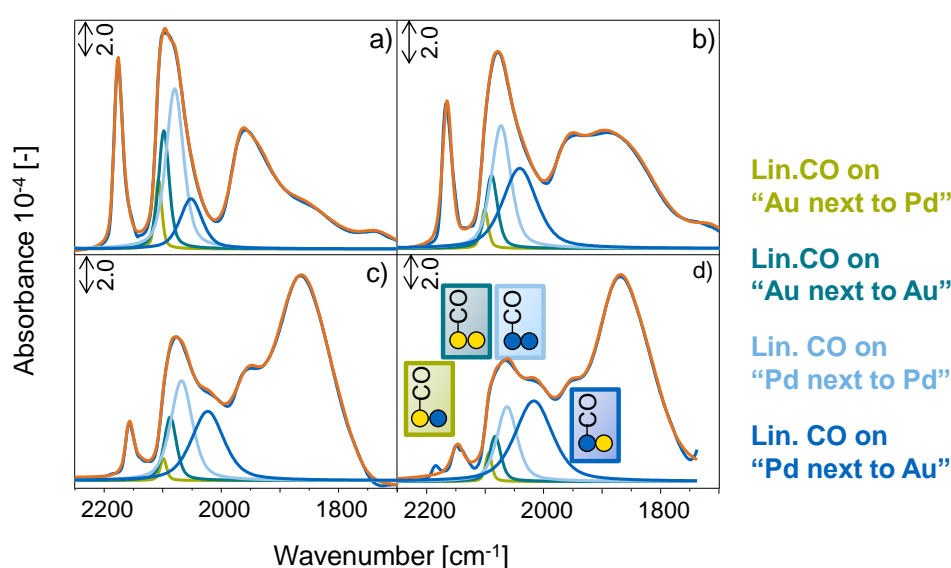 2.0
a)
2.0
b)
2.0
c)
2.0
d)
CO
CO
CO
CO
Absorbance 10-4 [-]
2200
2000
1800
2200
2000
1800
Wavenumber [cm-1]
Lin.CO on
“Au next to Pd”
Lin.CO on
“Au next to Au”
Lin. CO on
“Pd next to Pd”
Lin. CO on
“Pd next to Au”